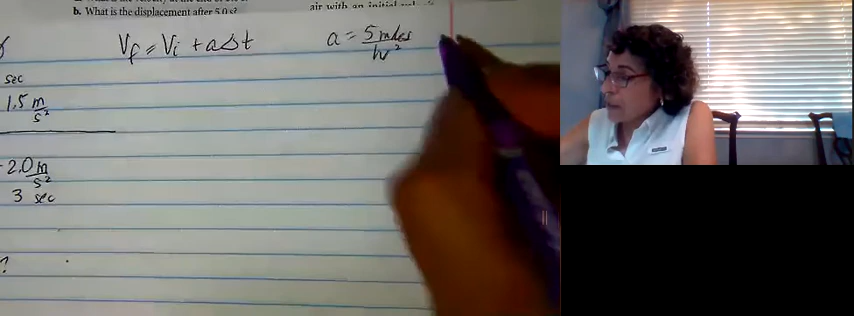 b. What is the displacement after 5.0 s?
air with an initial
Vf = Vi + aΔt
a = 5 miles / hr²
sec
1.5 m/s²
-2.0 m/s²
3 sec
?